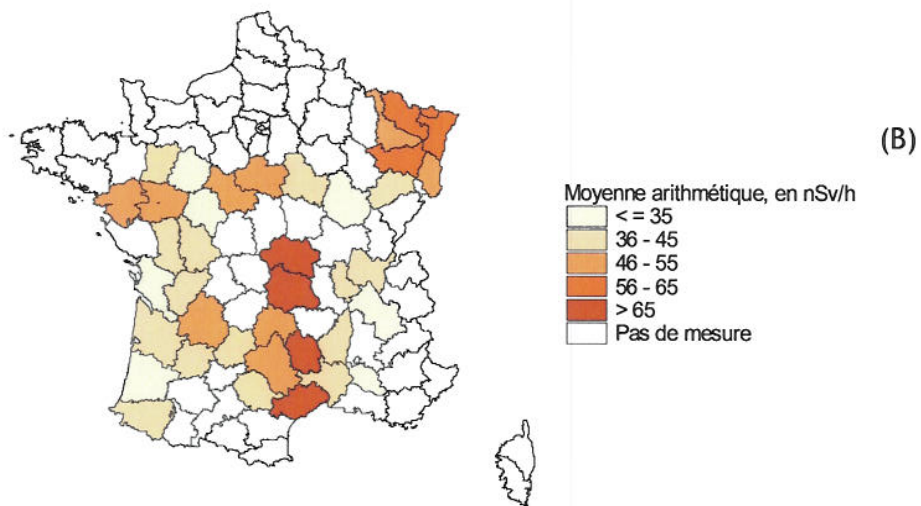 (B)
Moyenne arithmétique, en nSv/h
< = 35
36 - 45
46 - 55
56 - 65
> 65
Pas de mesure